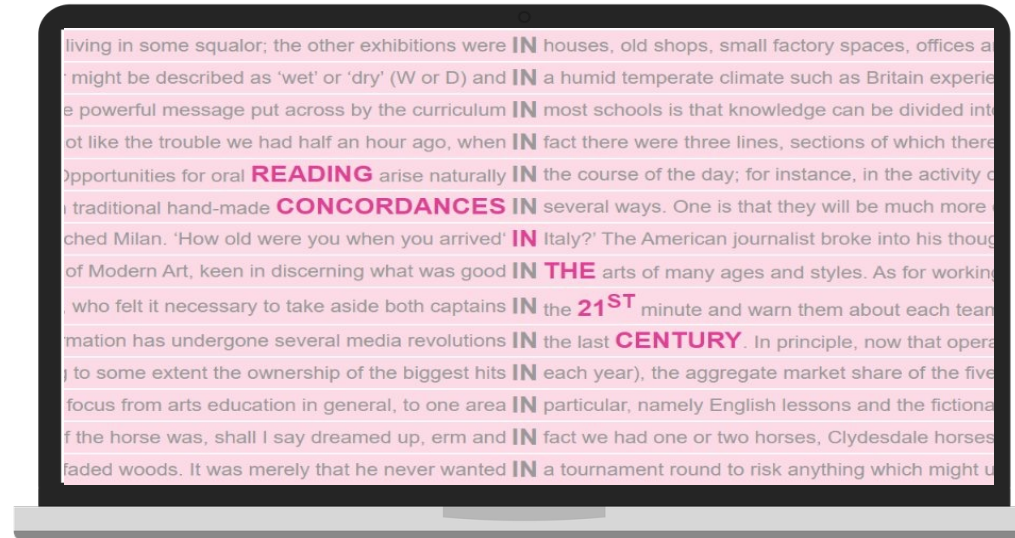 living in some squalor; the other exhibitions were IN houses, old shops, small factory spaces, offices
might be described as ‘wet’ or ‘dry’ (W or D) and IN a humid temperate climate such as Britain experie
e powerful message put across by the curriculum IN most schools is that knowledge can be divided int
ot like the trouble we had half an hour ago, when IN fact there were three lines, sections of which there
Opportunities for oral READING arise naturally IN the course of the day; for instance, in the activity
traditional hand-made CONCORDANCES IN several ways. One is that they will be much more
ched Milan. ‘How old were you when you arrived‘ IN Italy?’ The American journalist broke into his thoug
of Modern Art, keen in discerning what was good IN THE arts of many ages and styles. As for working
, who felt it necessary to take aside both captains IN the 21ST minute and warn them about each team
rmation has undergone several media revolutions IN the last CENTURY. In principle, now that opera
to some extent the ownership of the biggest hits IN each year), the aggregate market share of the five
focus from arts education in general, to one area IN particular, namely English lessons and the fictiona
f the horse was, shall I say dreamed up, erm and IN fact we had one or two horses, Clydesdale horses
faded woods. It was merely that he never wanted IN a tournament round to risk anything which might u